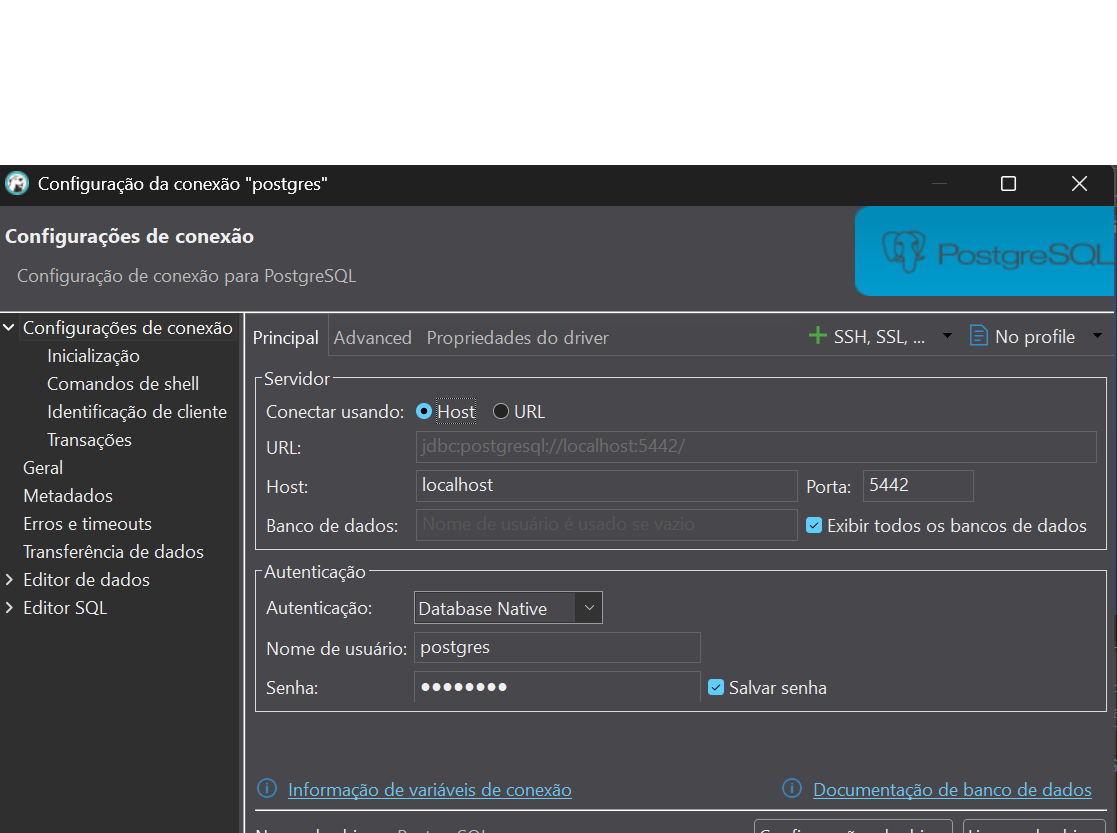 Configuração da conexão "postgres"
Configurações de conexão
Configuração de conexão para PostgreSQL
PostgreSQL
Configurações de conexão
Inicialização
Comandos de shell
Identificação de cliente
Transações
Geral
Metadados
Erros e timeouts
Transferência de dados
Editor de dados
Editor SQL
Principal Advanced Propriedades do driver SSH, SSL, ... No profile
Servidor
Conectar usando: Host URL
URL: jdbc:postgresql://localhost:5442/
Host: localhost Porta: 5442
Banco de dados: Nome de usuário é usado se vazio Exibir todos os bancos de dados
Autenticação
Autenticação: Database Native
Nome de usuário: postgres
Senha: •••••••• Salvar senha
Informação de variáveis de conexão Documentação de banco de dados